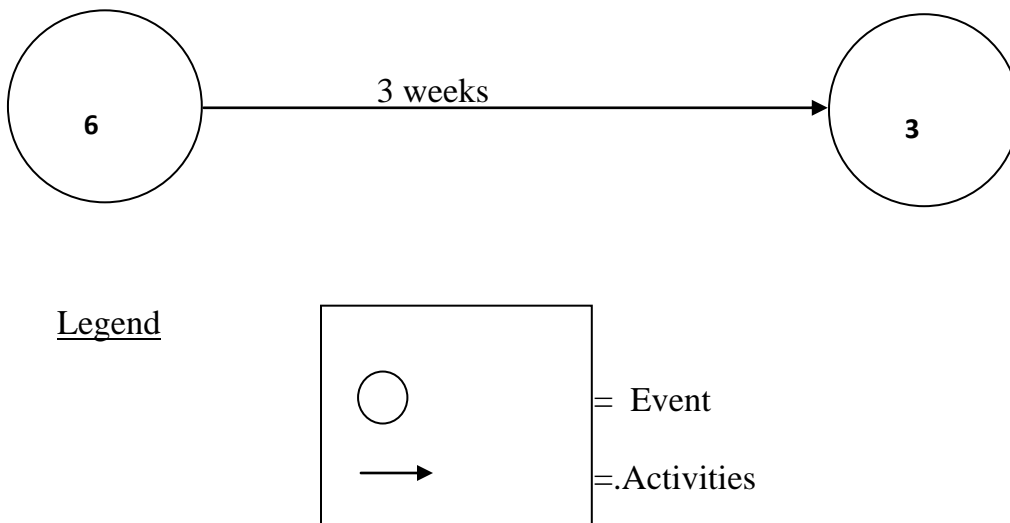 3 weeks
6
3
Legend
= Event
=.Activities